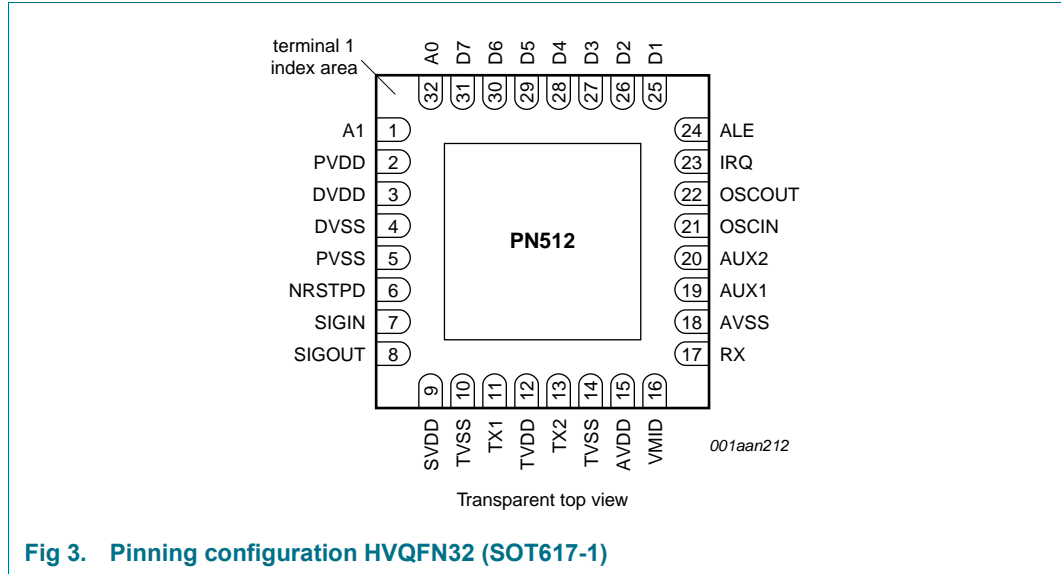 terminal 1
index area
A0 D7 D6 D5 D4 D3 D2 D1
32 31 30 29 28 27 26 25
A1 1 24 ALE
PVDD 2 23 IRQ
DVDD 3 22 OSCOUT
DVSS 4 21 OSCIN
PN512
PVSS 5 20 AUX2
NRSTPD 6 19 AUX1
SIGIN 7 18 AVSS
SIGOUT 8 17 RX
9 10 11 12 13 14 15 16
SVDD TVSS TX1 TVDD TX2 TVSS AVDD VMID
001aan212
Transparent top view
Fig 3. Pinning configuration HVQFN32 (SOT617-1)